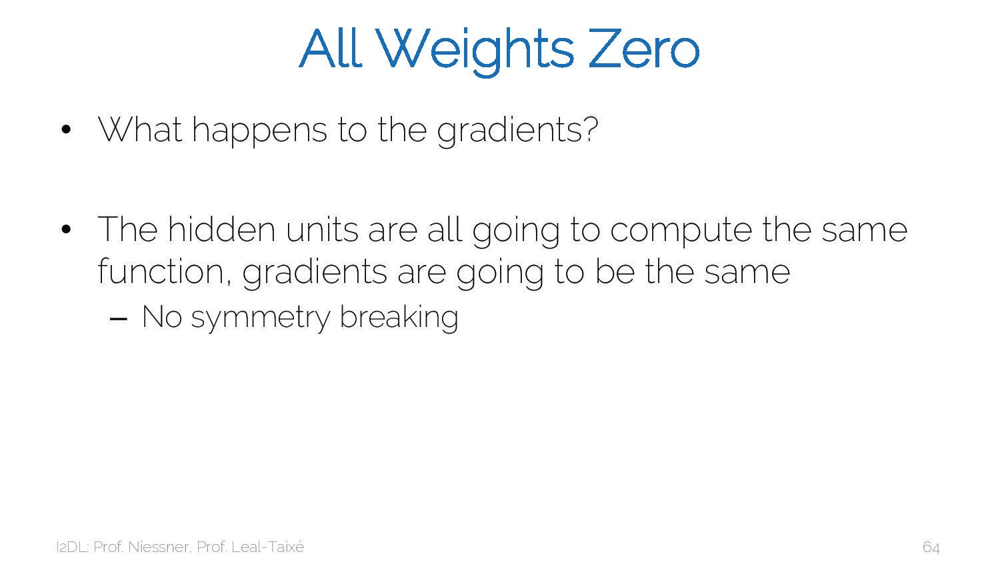 All Weights Zero
• What happens to the gradients?
• The hidden units are all going to compute the same
function, gradients are going to be the same
– No symmetry breaking
I2DL: Prof. Niessner, Prof. Leal-Taixé
64